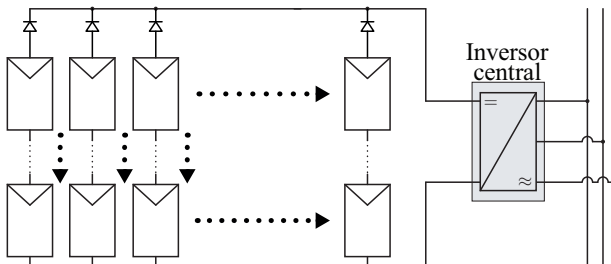 Inversor
central
=
≈